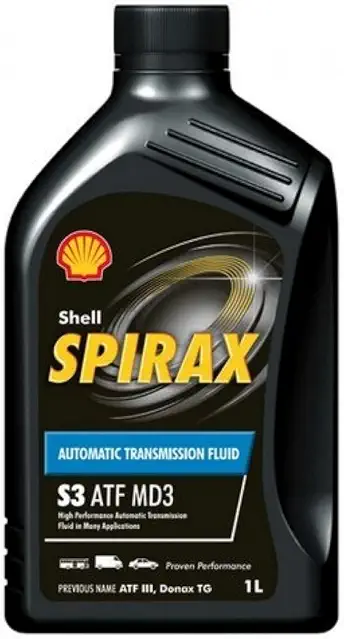 Shell
SPIRAX
AUTOMATIC TRANSMISSION FLUID
S3 ATF MD3
High Performance Automatic Transmission
Fluid in Many Applications
Proven Performance
PREVIOUS NAME ATF III, Donax TG 1L